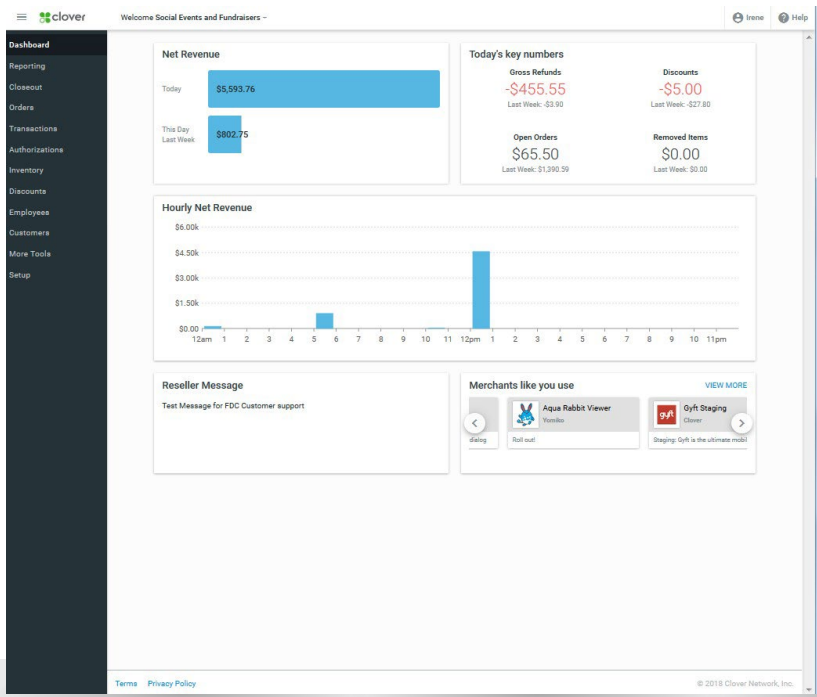 clover
Welcome Social Events and Fundraisers
Irene
Help
Dashboard
Reporting
Closeout
Orders
Transactions
Authorizations
Inventory
Discounts
Employees
Customers
More Tools
Setup
Net Revenue
Today
$5,593.76
This Day
Last Week
$802.75
Today's key numbers
Gross Refunds
-$455.55
Last Week: -$3.90
Discounts
-$5.00
Last Week: -$27.80
Open Orders
$65.50
Last Week: $1,390.59
Removed Items
$0.00
Last Week: $0.00
Hourly Net Revenue
$6.00k
$4.50k
$3.00k
$1.50k
$0.00
12am 1 2 3 4 5 6 7 8 9 10 11 12pm 1 2 3 4 5 6 7 8 9 10 11pm
Reseller Message
Test Message for FDC Customer support
Merchants like you use
VIEW MORE
dialog
Aqua Rabbit Viewer
Yomiko
Roll out!
gyft
Gyft Staging
Clover
Staging: Gyft is the ultimate mobil
Terms Privacy Policy
© 2018 Clover Network, Inc.